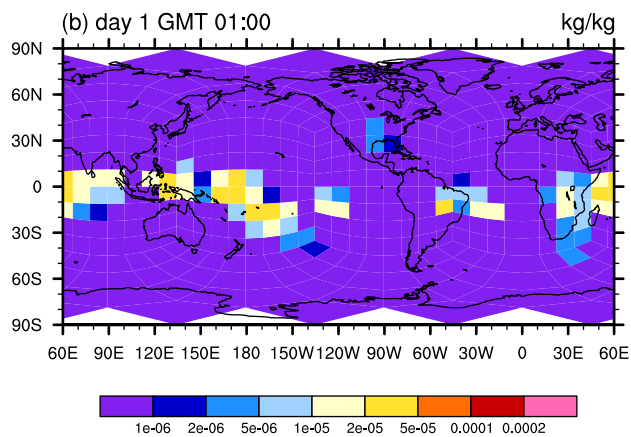 (b) day 1 GMT 01:00 kg/kg
90N
60N
30N
0
30S
60S
90S
60E 90E 120E 150E 180 150W 120W 90W 60W 30W 0 30E 60E
1e-06 2e-06 5e-06 1e-05 2e-05 5e-05 0.0001 0.0002